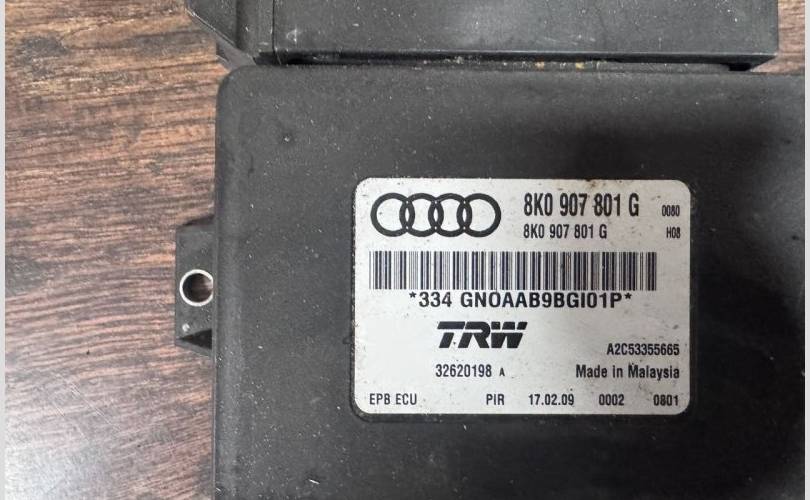 8K0 907 801 G 0080
8K0 907 801 G H08
*334 GN0AAB9BGI01P*
TRW
A2C53355665
32620198 A Made in Malaysia
EPB ECU PIR 17.02.09 0002 0801